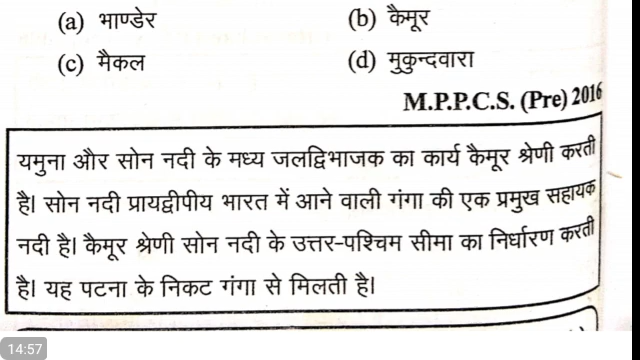 (a) भाण्डेर (b) कैमूर
(c) मैकल (d) मुकुन्दवारा
M.P.P.C.S. (Pre) 2016
यमुना और सोन नदी के मध्य जलद्विभाजक का कार्य कैमूर श्रेणी करती
है। सोन नदी प्रायद्वीपीय भारत में आने वाली गंगा की एक प्रमुख सहायक
नदी है। कैमूर श्रेणी सोन नदी के उत्तर-पश्चिम सीमा का निर्धारण करती
है। यह पटना के निकट गंगा से मिलती है।
14:57